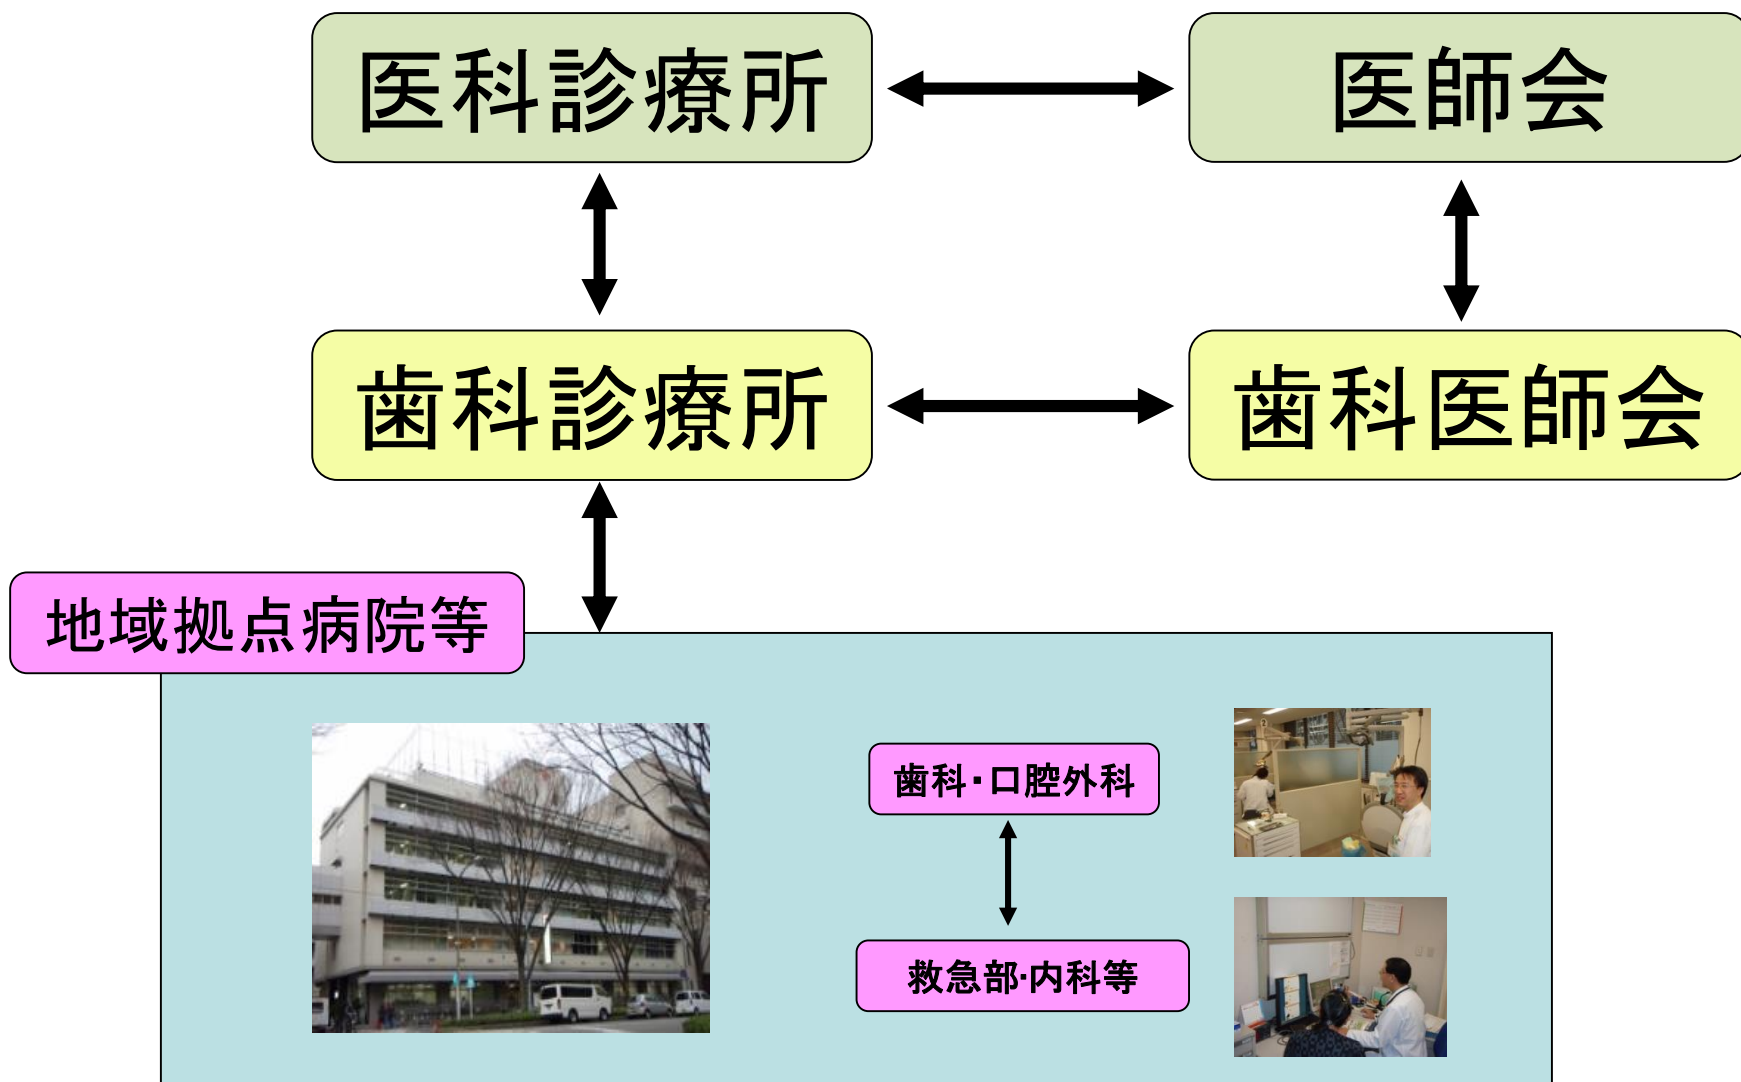 医科診療所
医師会
歯科診療所
歯科医師会
地域拠点病院等
歯科・口腔外科
救急部・内科等